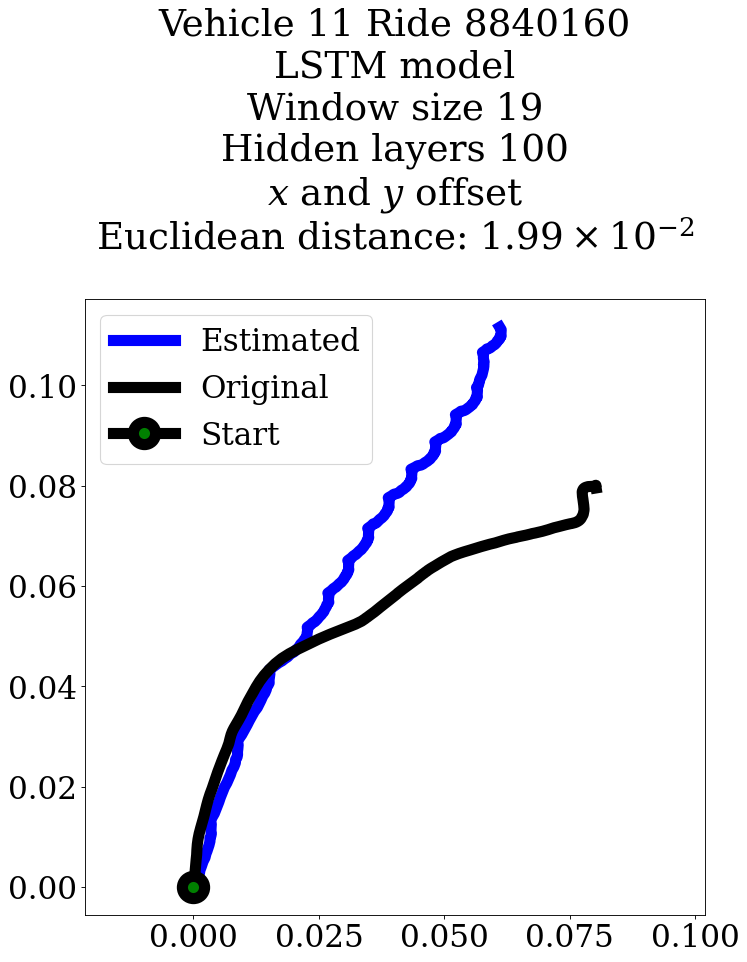 Vehicle 11 Ride 8840160
LSTM model
Window size 19
Hidden layers 100
x and y offset
Euclidean distance: 1.99 × 10⁻²
Estimated
Original
Start
0.10
0.08
0.06
0.04
0.02
0.00
0.000 0.025 0.050 0.075 0.100